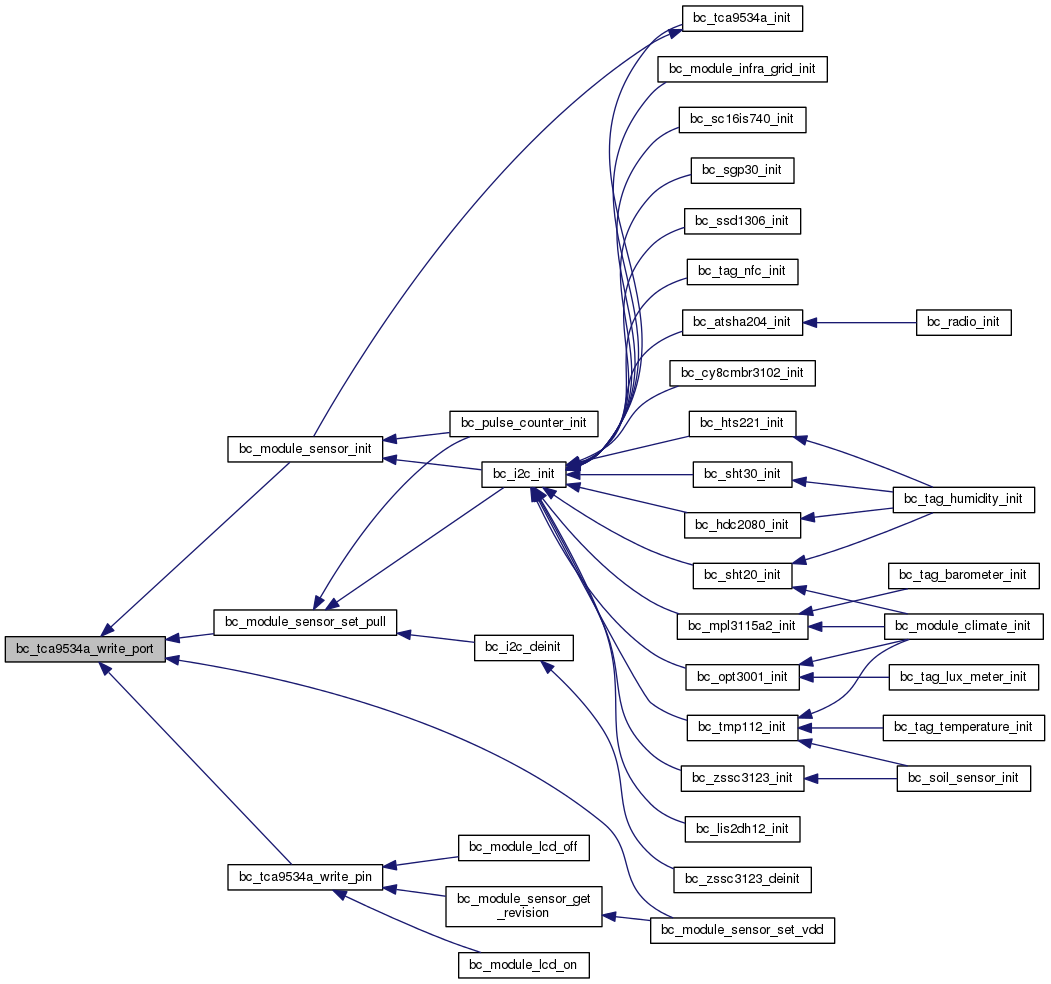 bc_tca9534a_init
bc_module_infra_grid_init
bc_sc16is740_init
bc_sgp30_init
bc_ssd1306_init
bc_tag_nfc_init
bc_atsha204_init
bc_radio_init
bc_cy8cmbr3102_init
bc_pulse_counter_init
bc_hts221_init
bc_module_sensor_init
bc_i2c_init
bc_sht30_init
bc_tag_humidity_init
bc_hdc2080_init
bc_sht20_init
bc_tag_barometer_init
bc_module_sensor_set_pull
bc_mpl3115a2_init
bc_module_climate_init
bc_tca9534a_write_port
bc_i2c_deinit
bc_opt3001_init
bc_tag_lux_meter_init
bc_tmp112_init
bc_tag_temperature_init
bc_zssc3123_init
bc_soil_sensor_init
bc_lis2dh12_init
bc_module_lcd_off
bc_tca9534a_write_pin
bc_zssc3123_deinit
bc_module_sensor_get
_revision
bc_module_sensor_set_vdd
bc_module_lcd_on